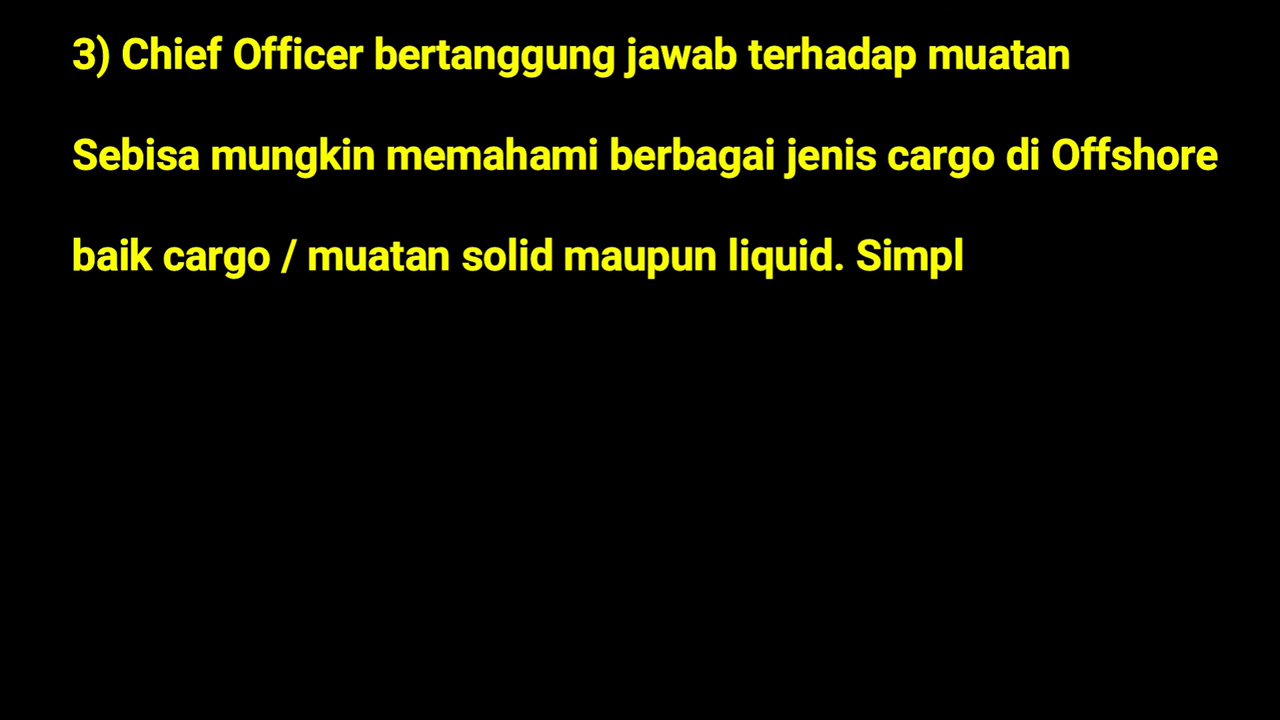 3) Chief Officer bertanggung jawab terhadap muatan
Sebisa mungkin memahami berbagai jenis cargo di Offshore
baik cargo / muatan solid maupun liquid. Simpl